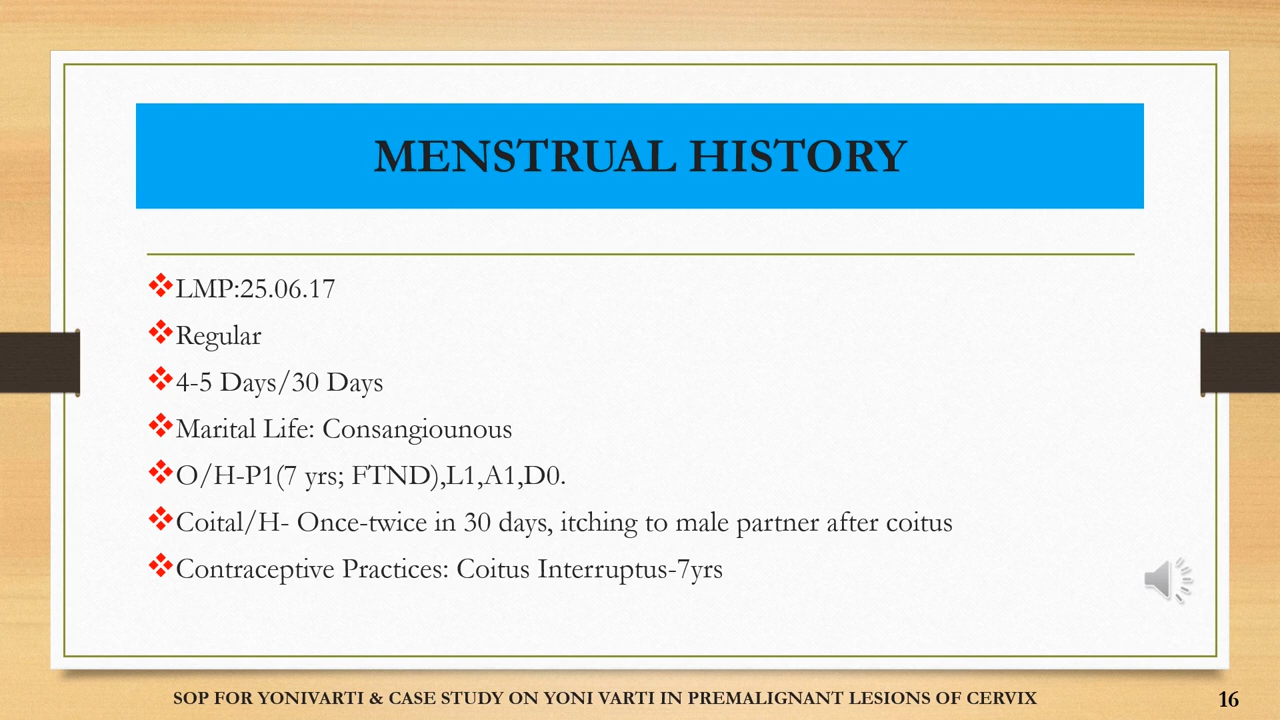 MENSTRUAL HISTORY
❖LMP:25.06.17
❖Regular
❖4-5 Days/30 Days
❖Marital Life: Consangiounous
❖O/H-P1(7 yrs; FTND),L1,A1,D0.
❖Coital/H- Once-twice in 30 days, itching to male partner after coitus
❖Contraceptive Practices: Coitus Interruptus-7yrs
SOP FOR YONIVARTI & CASE STUDY ON YONI VARTI IN PREMALIGNANT LESIONS OF CERVIX
16